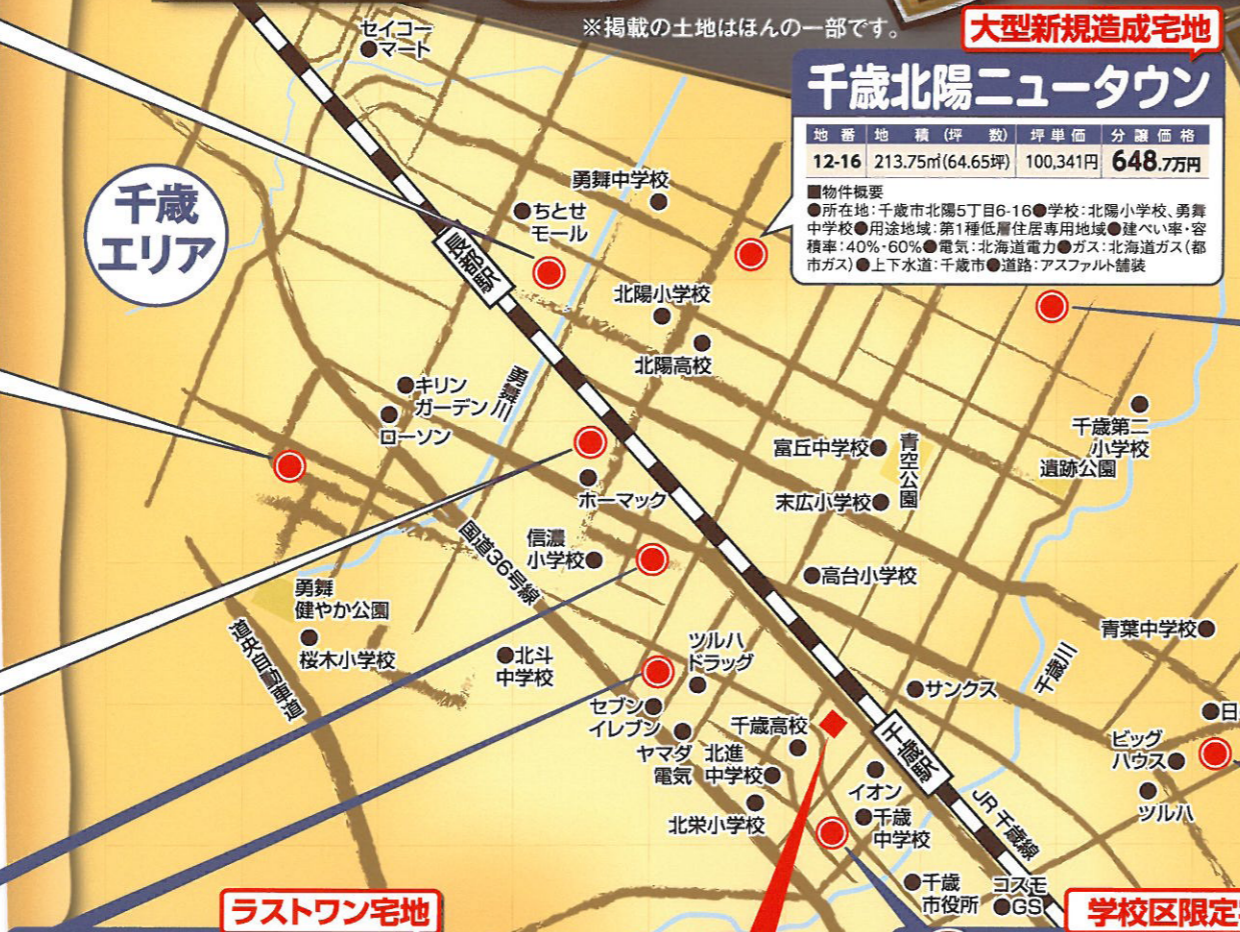 ※掲載の土地はほんの一部です。
大型新規造成宅地
千歳北陽ニュータウン
地番 地積(坪数) 坪単価 分譲価格
12-16 213.75㎡(64.65坪) 100,341円 648.7万円
■物件概要
●所在地:千歳市北陽5丁目6-16●学校:北陽小学校、勇舞
中学校●用途地域:第1種低層住居専用地域●建ぺい率・容
積率:40%・60%●電気:北海道電力●ガス:北海道ガス(都
市ガス)●上下水道:千歳市●道路:アスファルト舗装
セイコー
マート
千歳
エリア
勇舞中学校
ちとせ
モール
長都駅
北陽小学校
北陽高校
勇舞川
キリン
ガーデン
ローソン
千歳第二
小学校
富丘中学校
青空公園
遺跡公園
末広小学校
ホーマック
国道36号線
信濃
小学校
高台小学校
勇舞
健やか公園
桜木小学校
道央自動車道
北斗
中学校
ツルハ
ドラッグ
青葉中学校
千歳川
サンクス
セブン
イレブン
千歳高校
千歳駅
ヤマダ
電気
北進
中学校
ビッグ
ハウス
日
イオン
ツルハ
北栄小学校
千歳
中学校
JR千歳線
千歳
市役所
コスモ
GS
ラストワン宅地
学校区限定